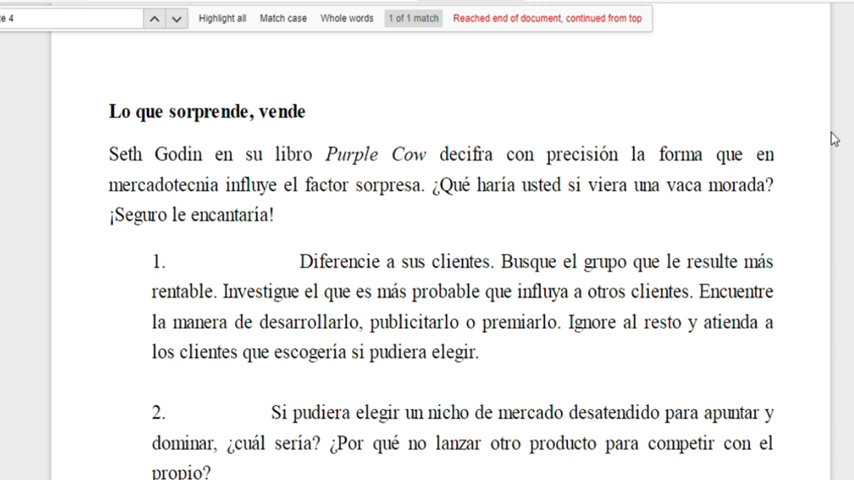 e 4
Highlight all Match case Whole words 1 of 1 match Reached end of document, continued from top
Lo que sorprende, vende
Seth Godin en su libro Purple Cow decifra con precisión la forma que en
mercadotecnia influye el factor sorpresa. ¿Qué haría usted si viera una vaca morada?
¡Seguro le encantaría!
1. Diferencie a sus clientes. Busque el grupo que le resulte más
rentable. Investigue el que es más probable que influya a otros clientes. Encuentre
la manera de desarrollarlo, publicitarlo o premiarlo. Ignore al resto y atienda a
los clientes que escogería si pudiera elegir.
2. Si pudiera elegir un nicho de mercado desatendido para apuntar y
dominar, ¿cuál sería? ¿Por qué no lanzar otro producto para competir con el
propio?